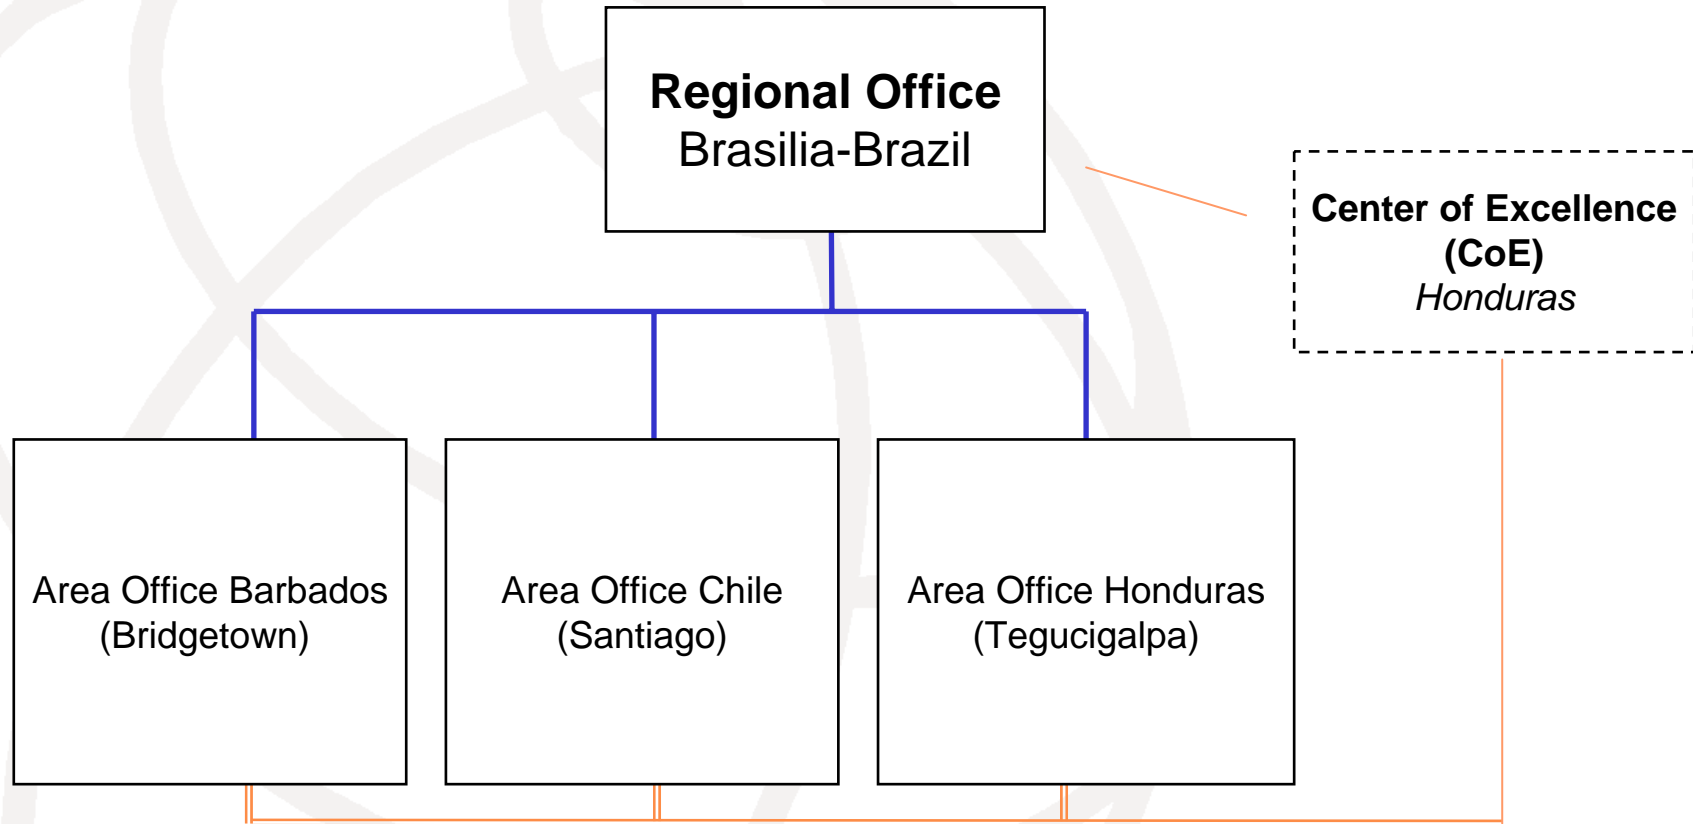 Regional Office
Brasilia-Brazil
Center of Excellence
(CoE)
Honduras
Area Office Barbados
(Bridgetown)
Area Office Chile
(Santiago)
Area Office Honduras
(Tegucigalpa)